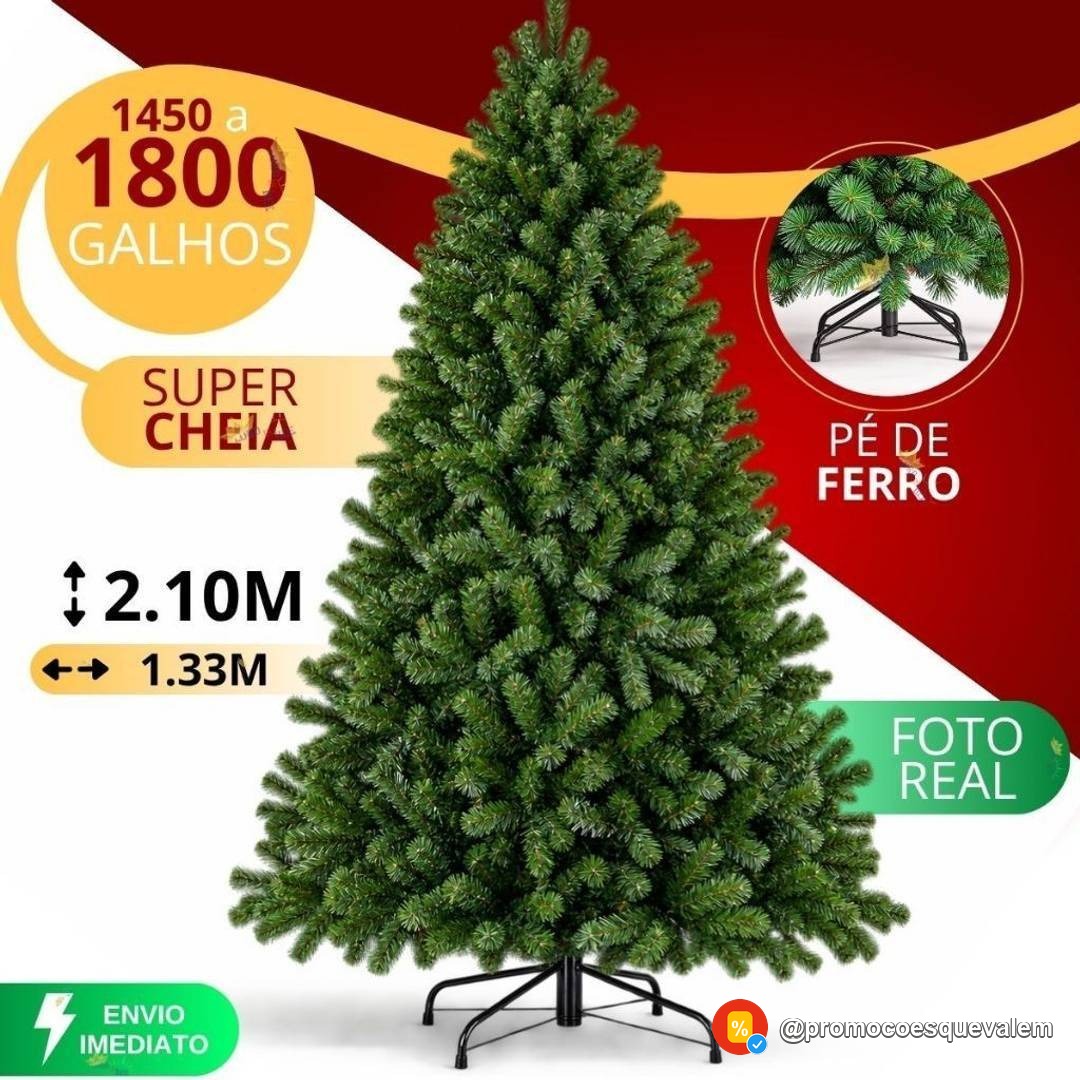 1450 a
1800
GALHOS
SUPER
CHEIA
2.10M
1.33M
PÉ DE
FERRO
FOTO
REAL
ENVIO
IMEDIATO
%
@promocoesquevalem